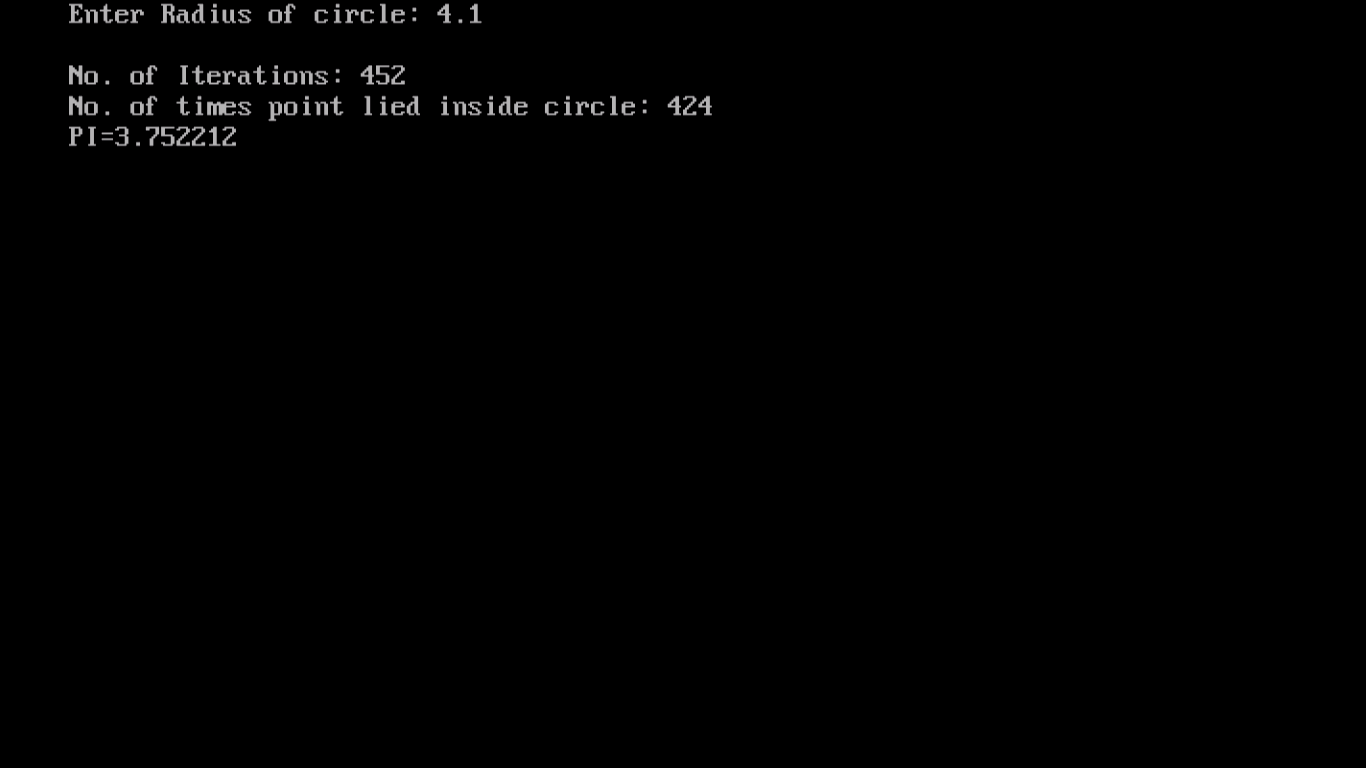 Enter Radius of circle: 4.1
No. of Iterations: 452
No. of times point lied inside circle: 424
PI=3.752212